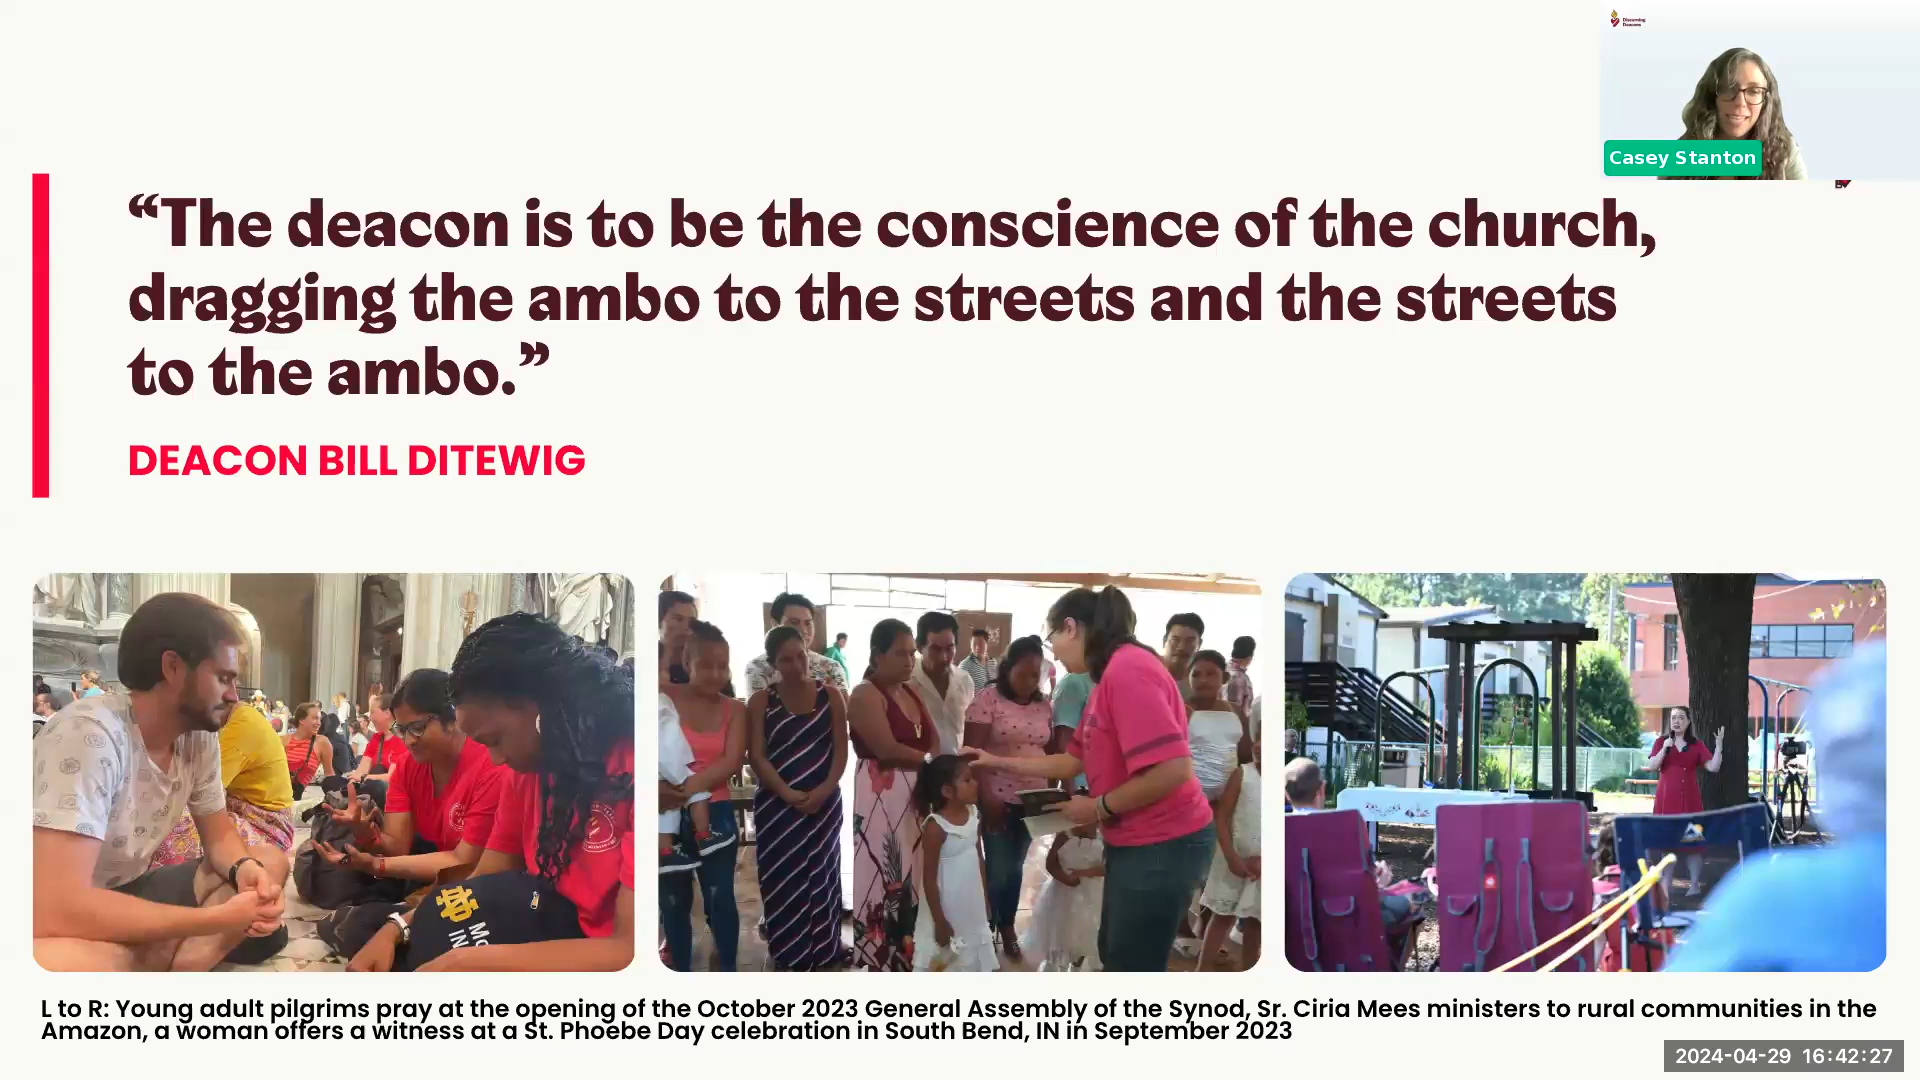 Discerning
Deacons
Casey Stanton
“The deacon is to be the conscience of the church,
dragging the ambo to the streets and the streets
to the ambo.”
DEACON BILL DITEWIG
L to R: Young adult pilgrims pray at the opening of the October 2023 General Assembly of the Synod, Sr. Ciria Mees ministers to rural communities in the
Amazon, a woman offers a witness at a St. Phoebe Day celebration in South Bend, IN in September 2023
2024-04-29 16:42:27